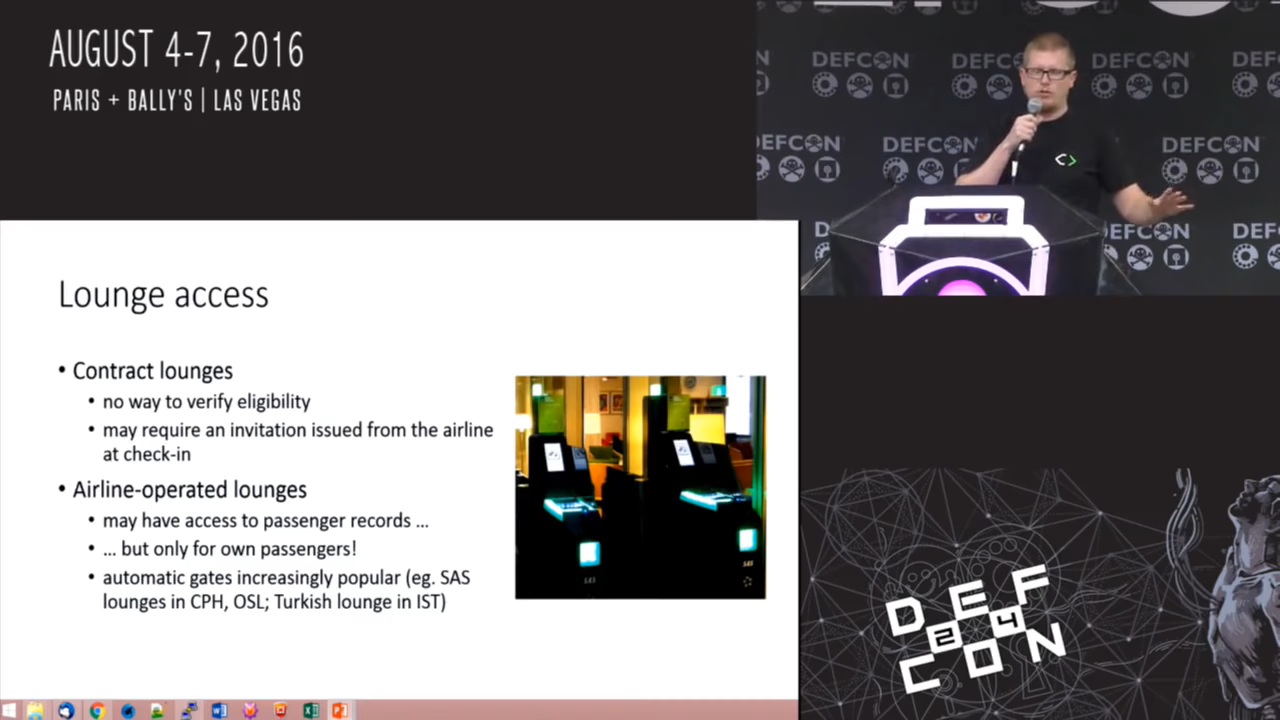 AUGUST 4-7, 2016
PARIS + BALLY'S | LAS VEGAS
DEFCON DEFCON DEFCON
DEFCON DEFCON DEFCON
DEFCON DEF
Lounge access
• Contract lounges
• no way to verify eligibility
• may require an invitation issued from the airline
at check-in
• Airline-operated lounges
• may have access to passenger records ...
• ... but only for own passengers!
• automatic gates increasingly popular (eg. SAS
lounges in CPH, OSL; Turkish lounge in IST)
SAS
SAS
DEF
24
CON